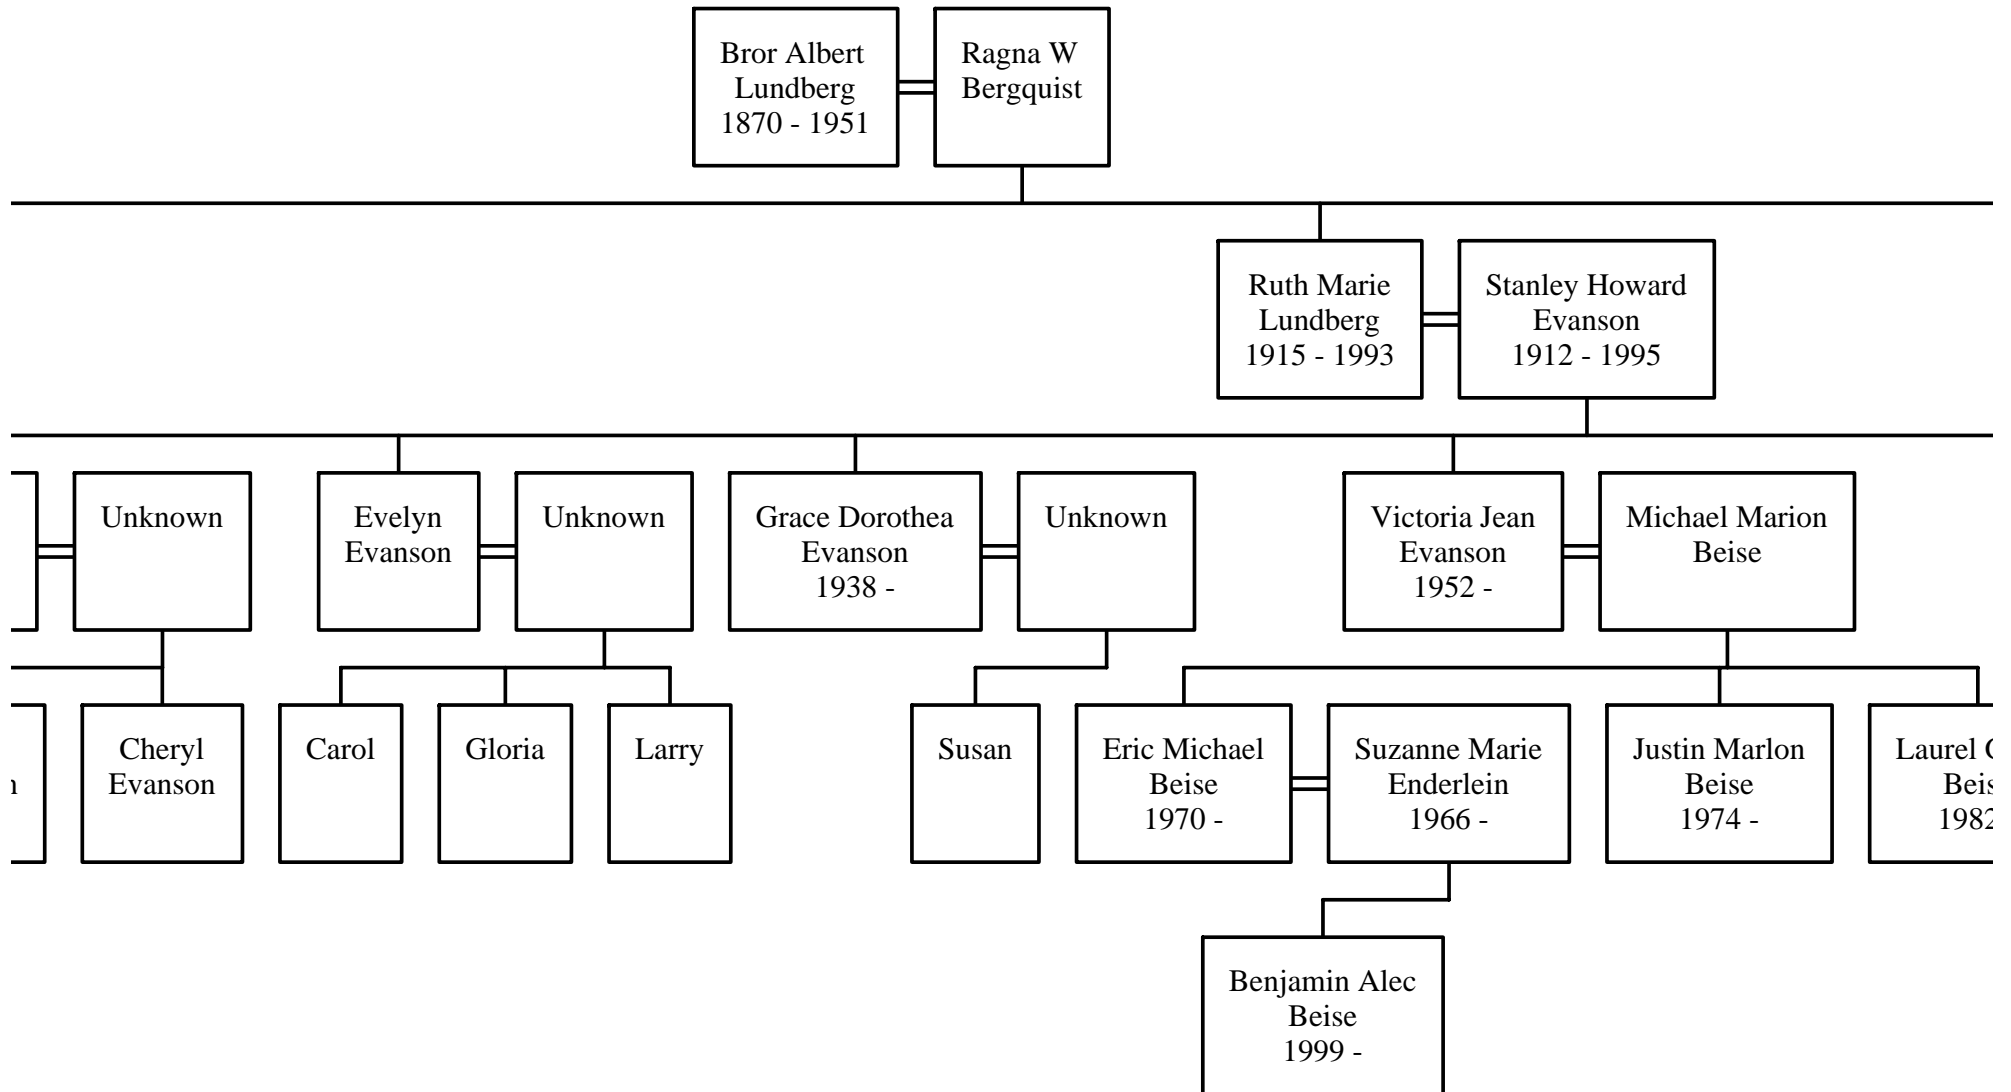 Bror Albert
Lundberg
1870 - 1951
Ragna W
Bergquist
Ruth Marie
Lundberg
1915 - 1993
Stanley Howard
Evanson
1912 - 1995
Unknown
Evelyn
Evanson
Unknown
Grace Dorothea
Evanson
1938 -
Unknown
Victoria Jean
Evanson
1952 -
Michael Marion
Beise
Cheryl
Evanson
Carol
Gloria
Larry
Susan
Eric Michael
Beise
1970 -
Suzanne Marie
Enderlein
1966 -
Justin Marlon
Beise
1974 -
Laurel
1982
Benjamin Alec
Beise
1999 -